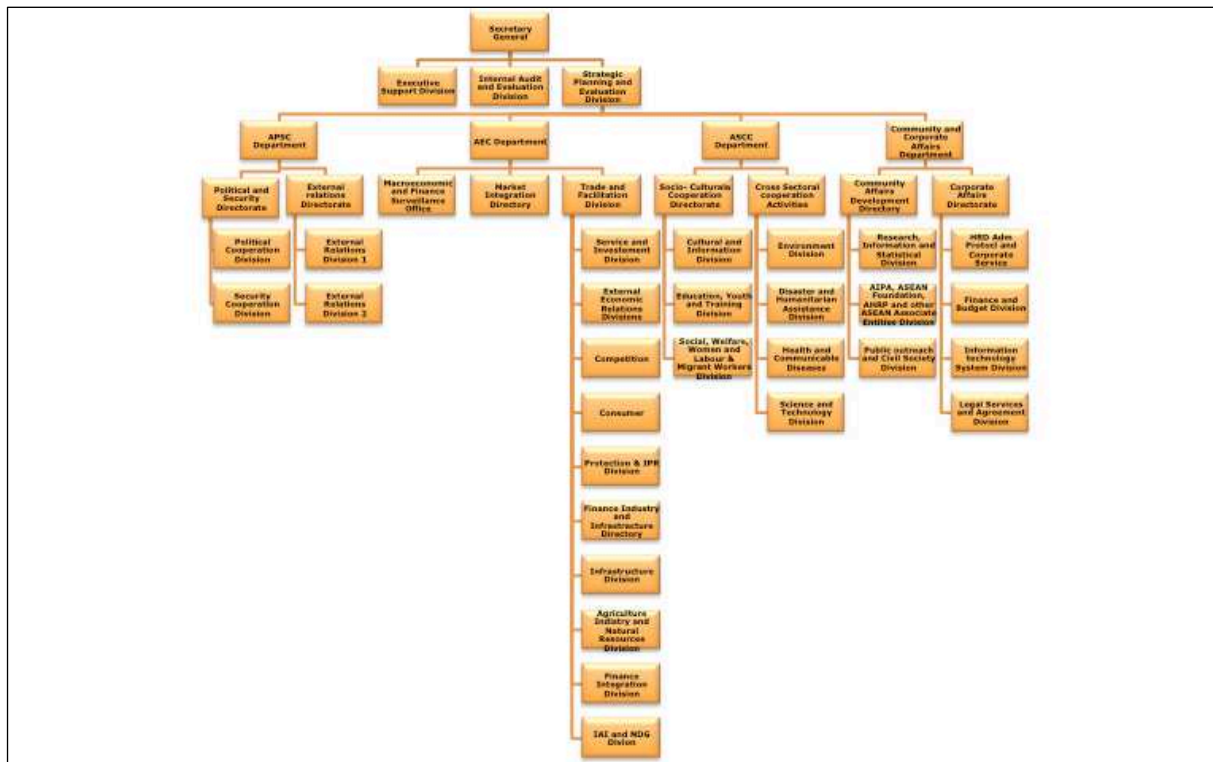 Secretary
General
Executive
Support Division
Internal Audit
and Evaluation
Division
Strategic
Planning and
Evaluation
Division
APSC
Department
AEC Department
ASCC
Department
Community and
Corporate
Affairs
Department
Political and
Security
Directorate
External
relations
Directorate
Macroeconomic
and Finance
Surveillance
Office
Market
Integration
Directory
Trade and
Facilitation
Division
Socio- Culturals
Cooperation
Directorate
Cross Sectoral
cooperation
Activities
Community
Affairs
Development
Directory
Corporate
Affairs
Directorate
Political
Cooperation
Division
Security
Cooperation
Division
External
Relations
Division 1
External
Relations
Division 2
Service and
Investement
Division
External
Economic
Relations
Divisions
Competition
Consumer
Protection & IPR
Division
Finance Industry
and
Infrastructure
Directory
Infrastructure
Division
Agriculture
Indistry and
Natural
Resources
Division
Finance
Integration
Division
IAI and NDG
Divion
Cultural and
Information
Division
Education, Youth
and Training
Division
Social, Welfare,
Women and
Labour &
Migrant Workers
Division
Environment
Division
Disaster and
Humanitarian
Assistance
Division
Health and
Communicable
Diseases
Science and
Technology
Division
Research,
Information and
Statistical
Division
AIPA, ASEAN
Foundation,
AHRP and other
ASEAN Associate
Entities Division
Public outreach
and Civil Society
Division
HRD Adm
Protocl and
Corporate
Service
Finance and
Budget Division
Information
technology
System Division
Legal Services
and Agreement
Division